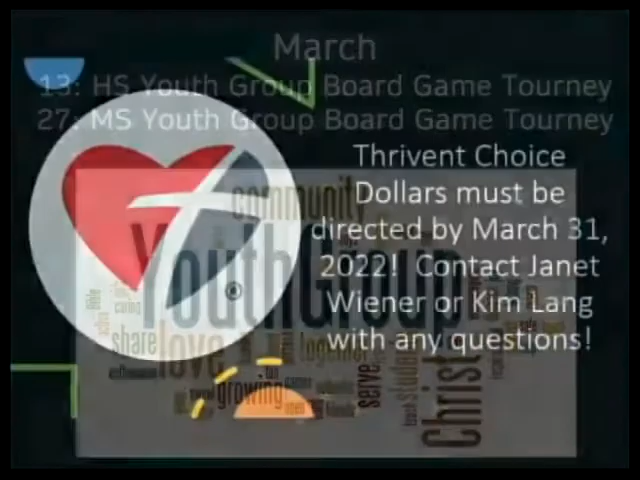 March
13: HS Youth Group Board Game Tourney
27: MS Youth Group Board Game Tourney
Thrivent Choice
Dollars must be
directed by March 31,
2022! Contact Janet
Wiener or Kim Lang
with any questions!
®
community
YouthGroup
share
love
together
growing
serve
Christ